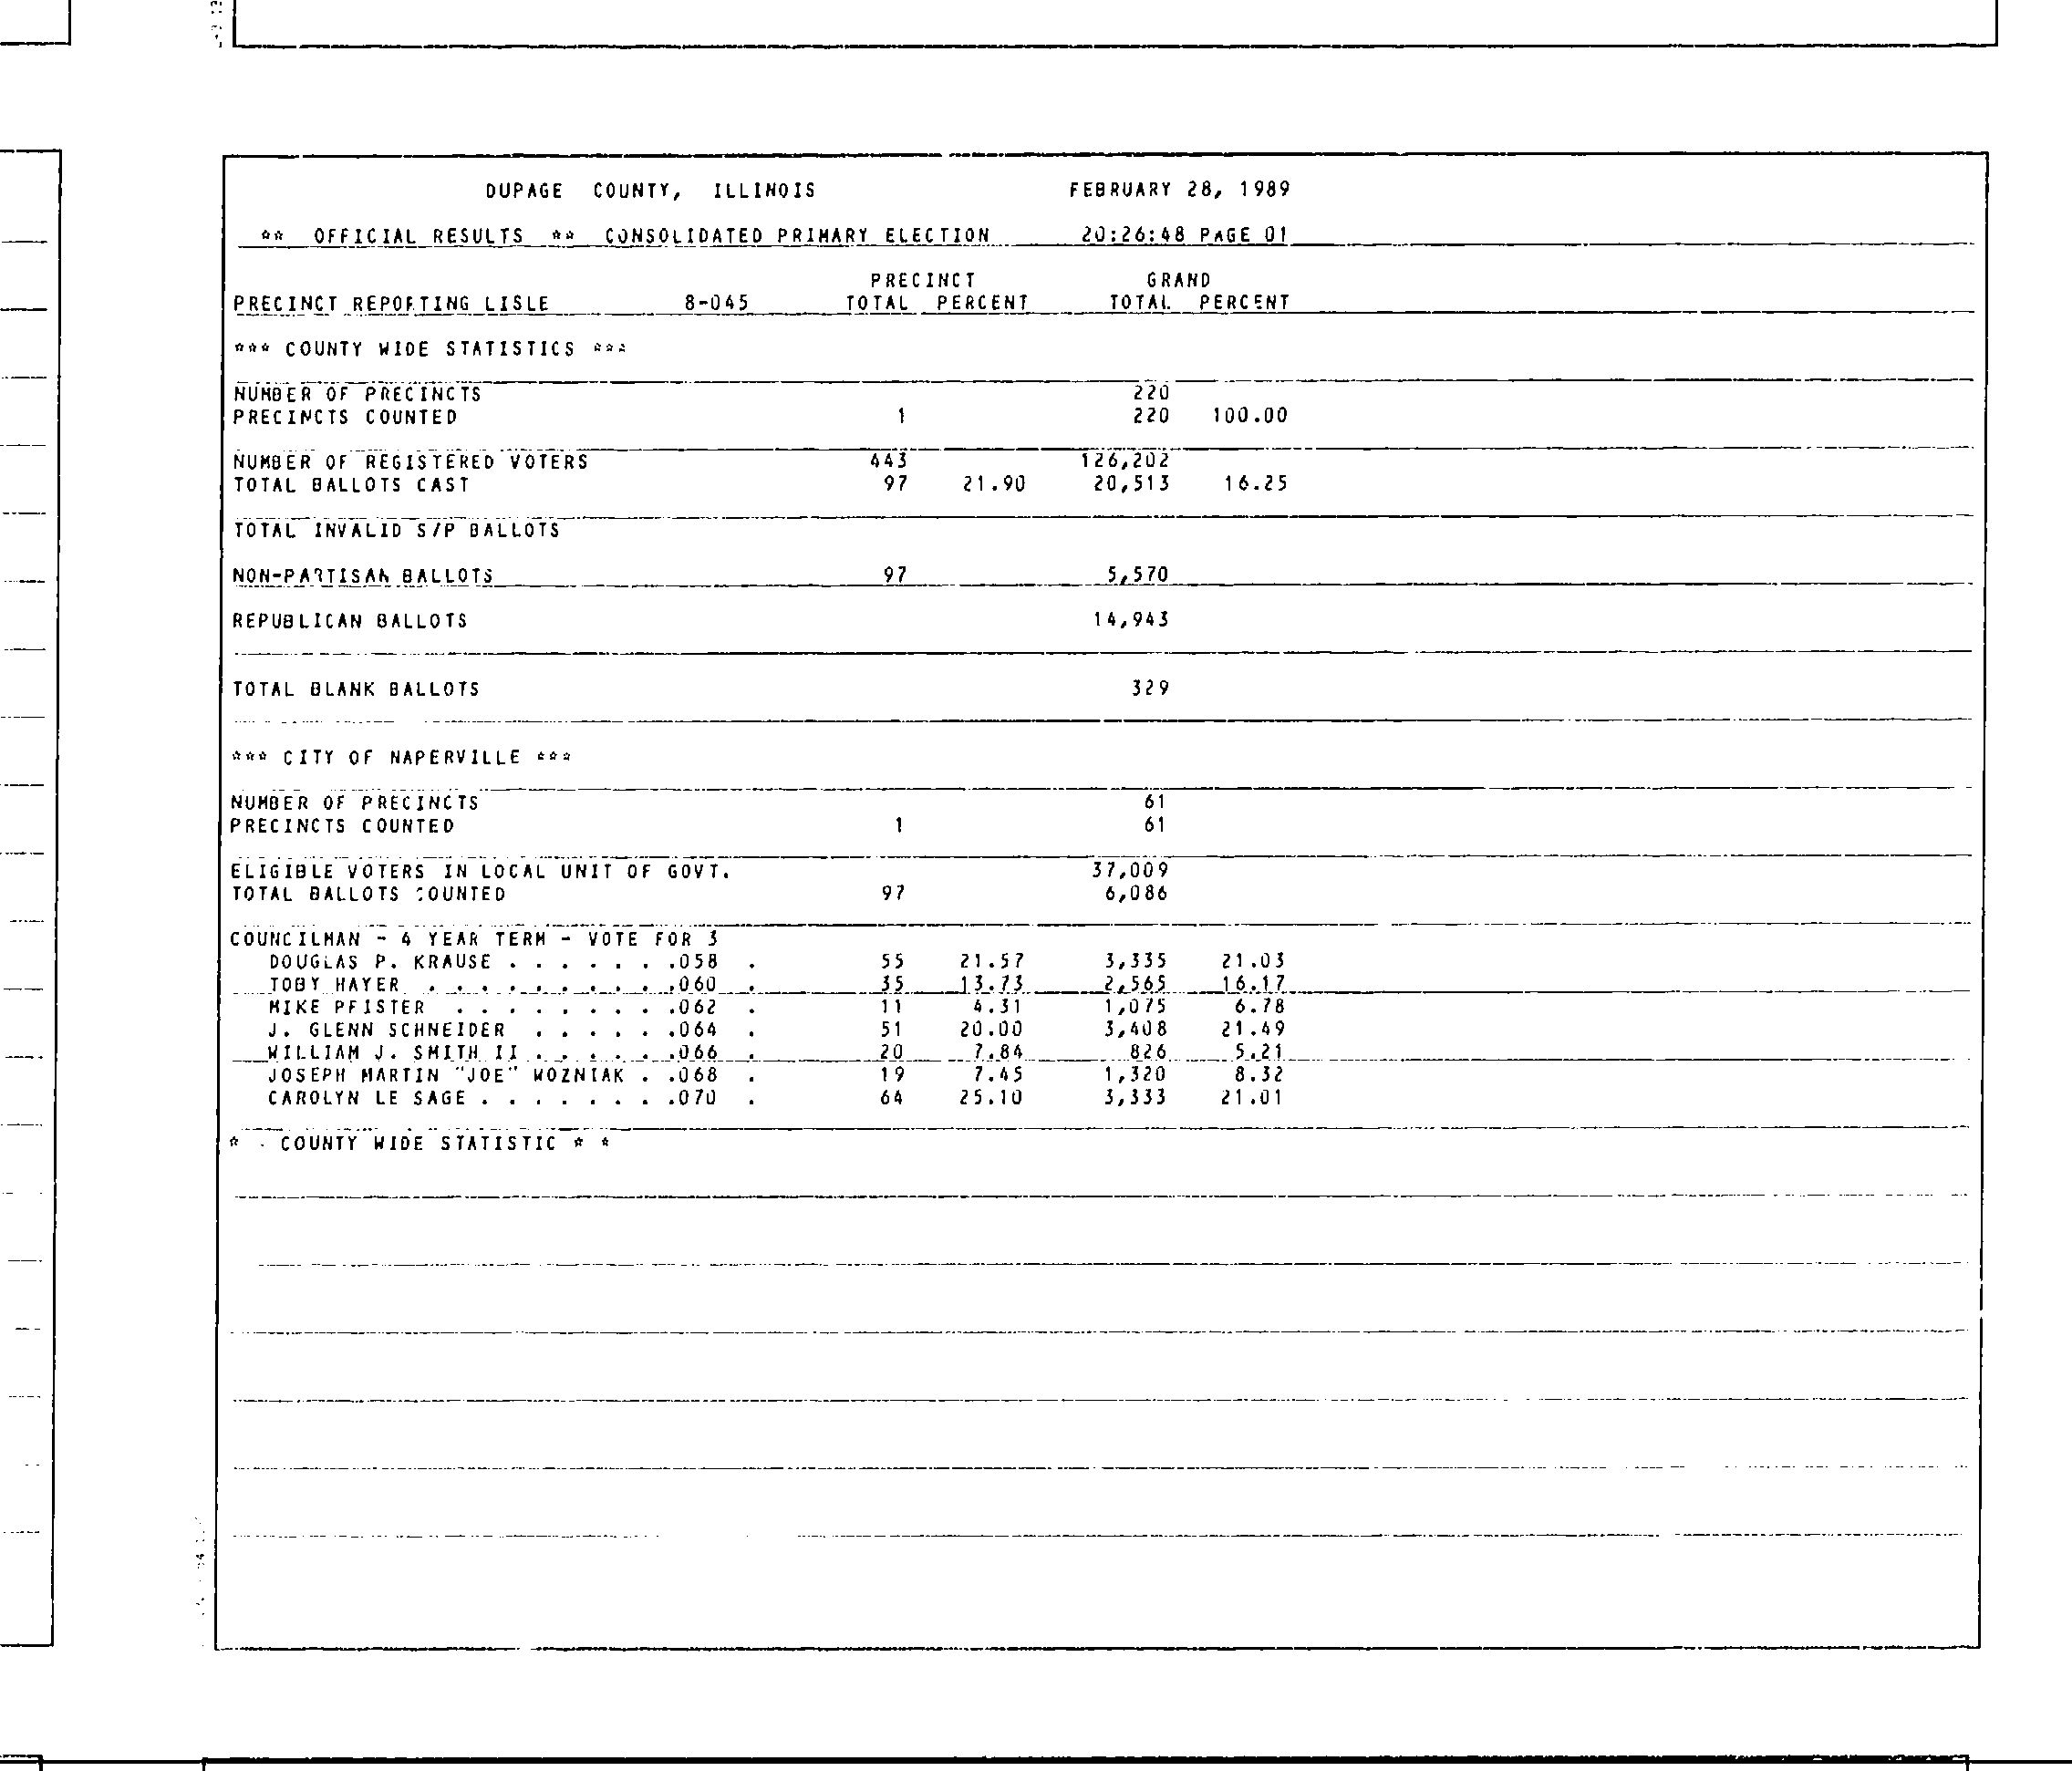 DUPAGE COUNTY, ILLINOIS FEBRUARY 28, 1989
** OFFICIAL RESULTS ** CONSOLIDATED PRIMARY ELECTION 20:26:48 PAGE 01
PRECINCT GRAND
PRECINCT REPORTING LISLE 8-045 TOTAL PERCENT TOTAL PERCENT
*** COUNTY WIDE STATISTICS ***
NUMBER OF PRECINCTS 220
PRECINCTS COUNTED 1 220 100.00
NUMBER OF REGISTERED VOTERS 443 126,202
TOTAL BALLOTS CAST 97 21.90 20,513 16.25
TOTAL INVALID S/P BALLOTS
NON-PARTISAN BALLOTS 97 5,570
REPUBLICAN BALLOTS 14,943
TOTAL BLANK BALLOTS 329
*** CITY OF NAPERVILLE ***
NUMBER OF PRECINCTS 61
PRECINCTS COUNTED 1 61
ELIGIBLE VOTERS IN LOCAL UNIT OF GOVT. 37,009
TOTAL BALLOTS COUNTED 97 6,086
COUNCILMAN - 4 YEAR TERM - VOTE FOR 3
DOUGLAS P. KRAUSE . . . . . . .058 . 55 21.57 3,335 21.03
TOBY HAYER . . . . . . . . . .060 . 35 13.73 2,565 16.17
MIKE PFISTER . . . . . . . . .062 . 11 4.31 1,075 6.78
J. GLENN SCHNEIDER . . . . . .064 . 51 20.00 3,408 21.49
WILLIAM J. SMITH II . . . . . .066 . 20 7.84 826 5.21
JOSEPH MARTIN "JOE" WOZNIAK . .068 . 19 7.45 1,320 8.32
CAROLYN LE SAGE . . . . . . . .070 . 64 25.10 3,333 21.01
* - COUNTY WIDE STATISTIC * *